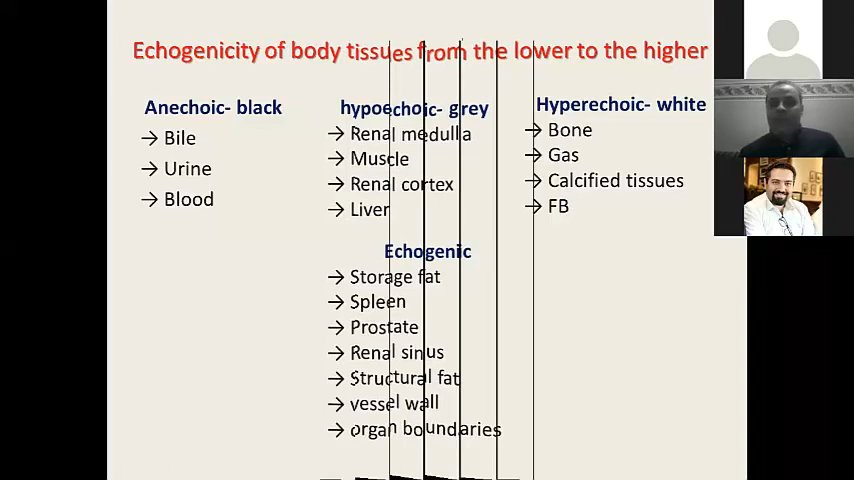 Echogenicity of body tissues from the lower to the higher
Anechoic- black
→ Bile
→ Urine
→ Blood
hypoechoic- grey
→ Renal medulla
→ Muscle
→ Renal cortex
→ Liver
Echogenic
→ Storage fat
→ Spleen
→ Prostate
→ Renal sinus
→ Structural fat
→ vessel wall
→ organ boundaries
Hyperechoic- white
→ Bone
→ Gas
→ Calcified tissues
→ FB